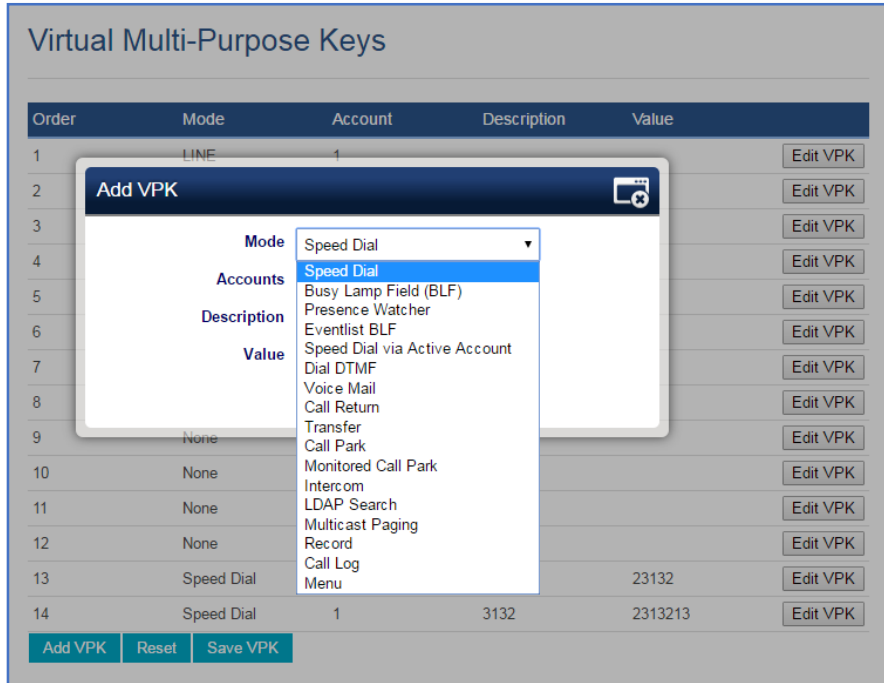 Virtual Multi-Purpose Keys
Order Mode Account Description Value
1 LINE 1 Edit VPK
2 Edit VPK
3 Edit VPK
4 Edit VPK
5 Edit VPK
6 Edit VPK
7 Edit VPK
8 Edit VPK
9 None Edit VPK
10 None Edit VPK
11 None Edit VPK
12 None Edit VPK
13 Speed Dial 23132 Edit VPK
14 Speed Dial 1 3132 2313213 Edit VPK
Add VPK Reset Save VPK
Add VPK
Mode Speed Dial
Accounts
Description
Value
Speed Dial
Busy Lamp Field (BLF)
Presence Watcher
Eventlist BLF
Speed Dial via Active Account
Dial DTMF
Voice Mail
Call Return
Transfer
Call Park
Monitored Call Park
Intercom
LDAP Search
Multicast Paging
Record
Call Log
Menu